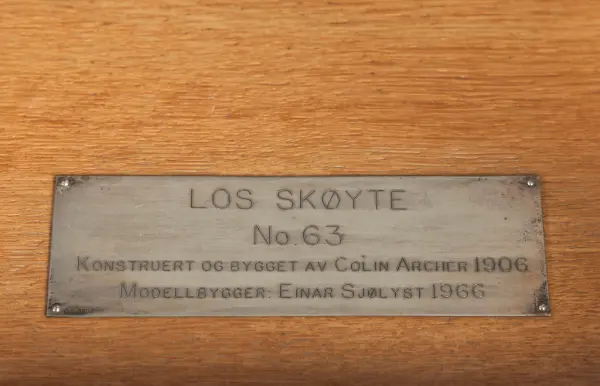 LOS SKØYTE
No. 63
KONSTRUERT OG BYGGET AV COLIN ARCHER 1906
MODELLBYGGER: EINAR SJØLYST 1966